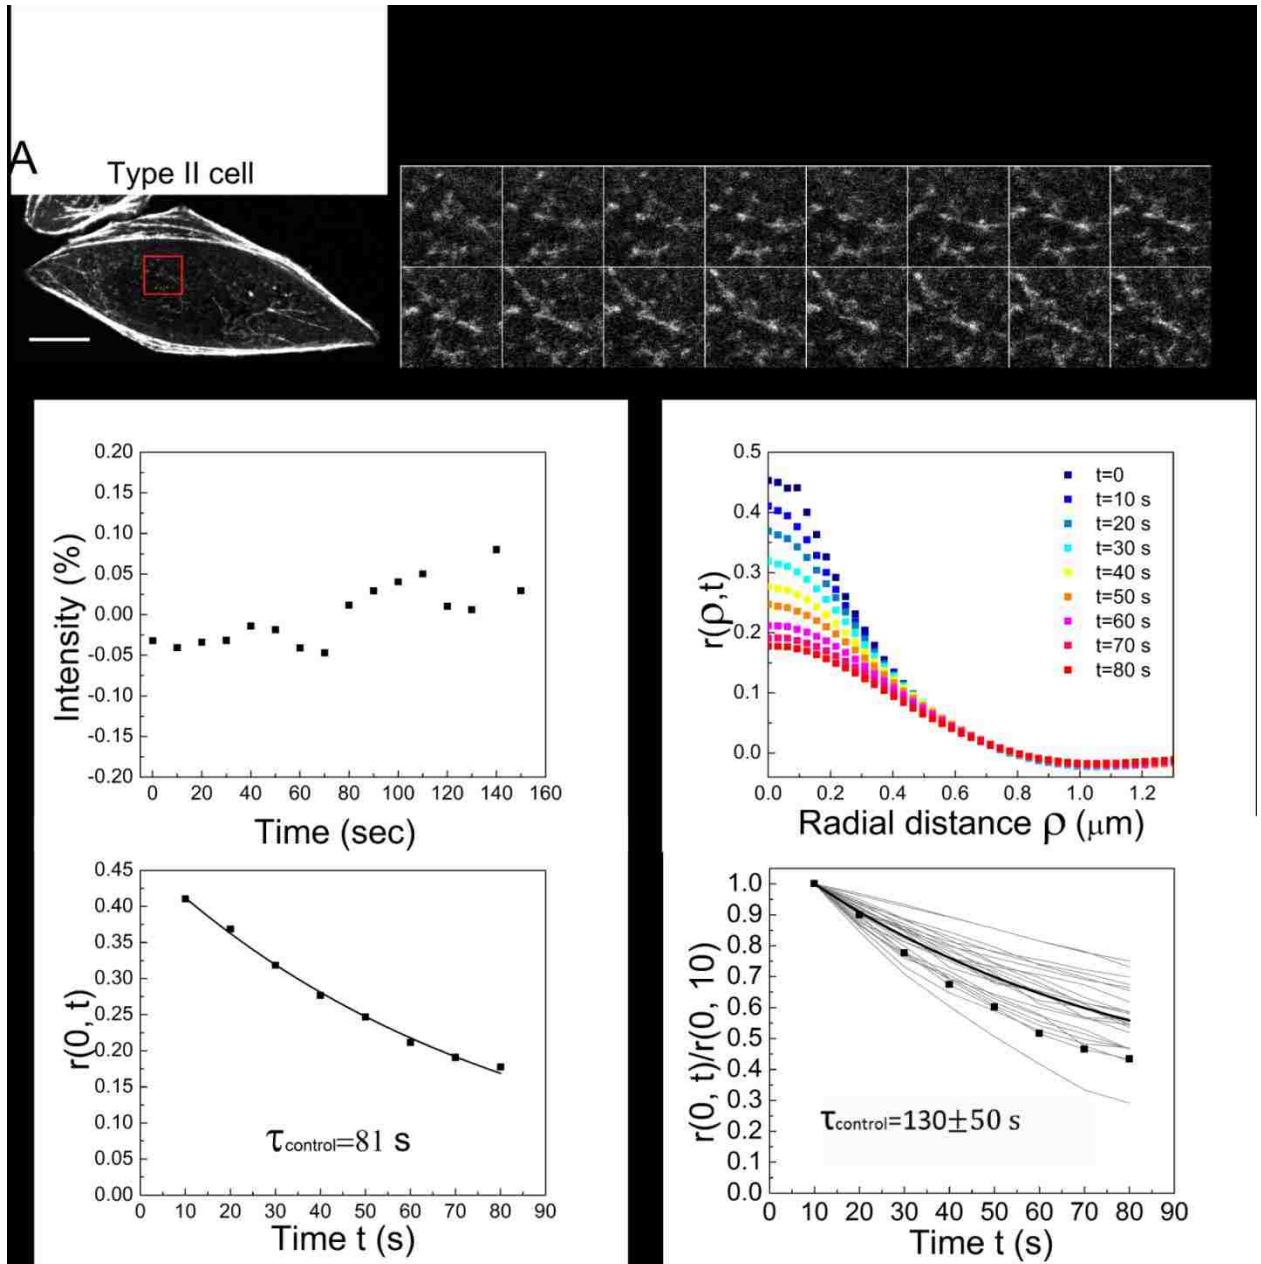 A
Type II cell
0.20
0.15
0.10
0.05
0.00
-0.05
-0.10
-0.15
-0.20
Intensity (%)
0 20 40 60 80 100 120 140 160
Time (sec)
0.5
0.4
0.3
0.2
0.1
0.0
r(ρ,t)
t=0
t=10 s
t=20 s
t=30 s
t=40 s
t=50 s
t=60 s
t=70 s
t=80 s
0.0 0.2 0.4 0.6 0.8 1.0 1.2
Radial distance ρ (μm)
0.45
0.40
0.35
0.30
0.25
0.20
0.15
0.10
0.05
0.00
r(0, t)
τcontrol=81 s
0 10 20 30 40 50 60 70 80 90
Time t (s)
1.0
0.9
0.8
0.7
0.6
0.5
0.4
0.3
0.2
0.1
0.0
r(0, t)/r(0, 10)
τcontrol=130±50 s
0 10 20 30 40 50 60 70 80 90
Time t (s)